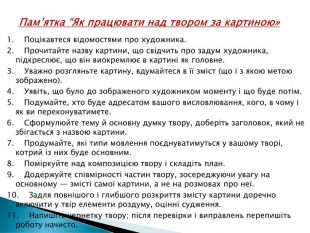 Пам'ятка "Як працювати над твором за картиною»
1. Поцікавтеся відомостями про художника.
2. Прочитайте назву картини, що свідчить про задум художника,
підкреслює, що він виокремлює в картині як головне.
3. Уважно розгляньте картину, вдумайтеся в її зміст (що і з якою метою
зображено).
4. Уявіть, що було до зображеного художником моменту і що буде потім.
5. Подумайте, хто буде адресатом вашого висловлювання, кого, в чому і
як ви переконуватимете.
6. Сформулюйте тему й основну думку твору, доберіть заголовок, який не
збігається з назвою картини.
7. Продумайте, які типи мовлення поєднуватимуться у вашому творі,
котрий із них буде основним.
8. Поміркуйте над композицією твору і складіть план.
9. Додержуйте співмірності частин твору, зосереджуючи увагу на
основному — змісті самої картини, а не на розмовах про неї.
10. Для повнішого і глибшого розкриття змісту картини доречно
включити у твір елементи роздуму, оцінні судження.
11. Напишіть чернетку твору; після перевірки і виправлень перепишіть
роботу начисто.